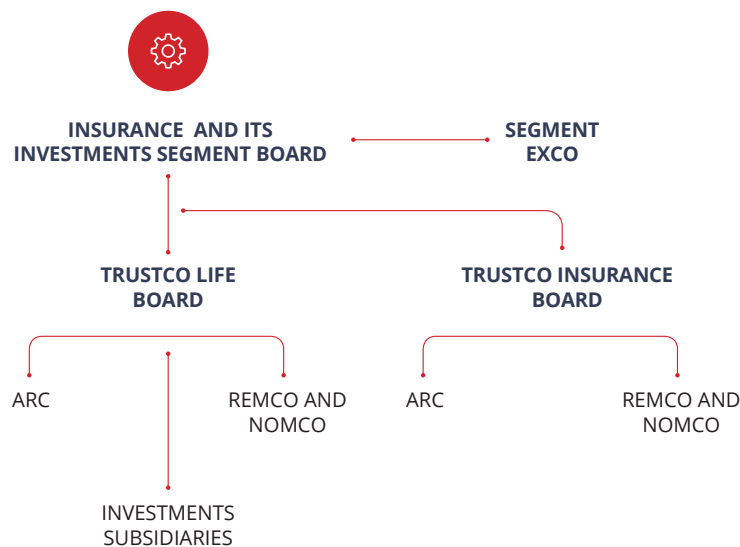 INSURANCE AND ITS
INVESTMENTS SEGMENT BOARD
SEGMENT
EXCO
TRUSTCO LIFE
BOARD
TRUSTCO INSURANCE
BOARD
ARC
REMCO AND
NOMCO
ARC
REMCO AND
NOMCO
INVESTMENTS
SUBSIDIARIES